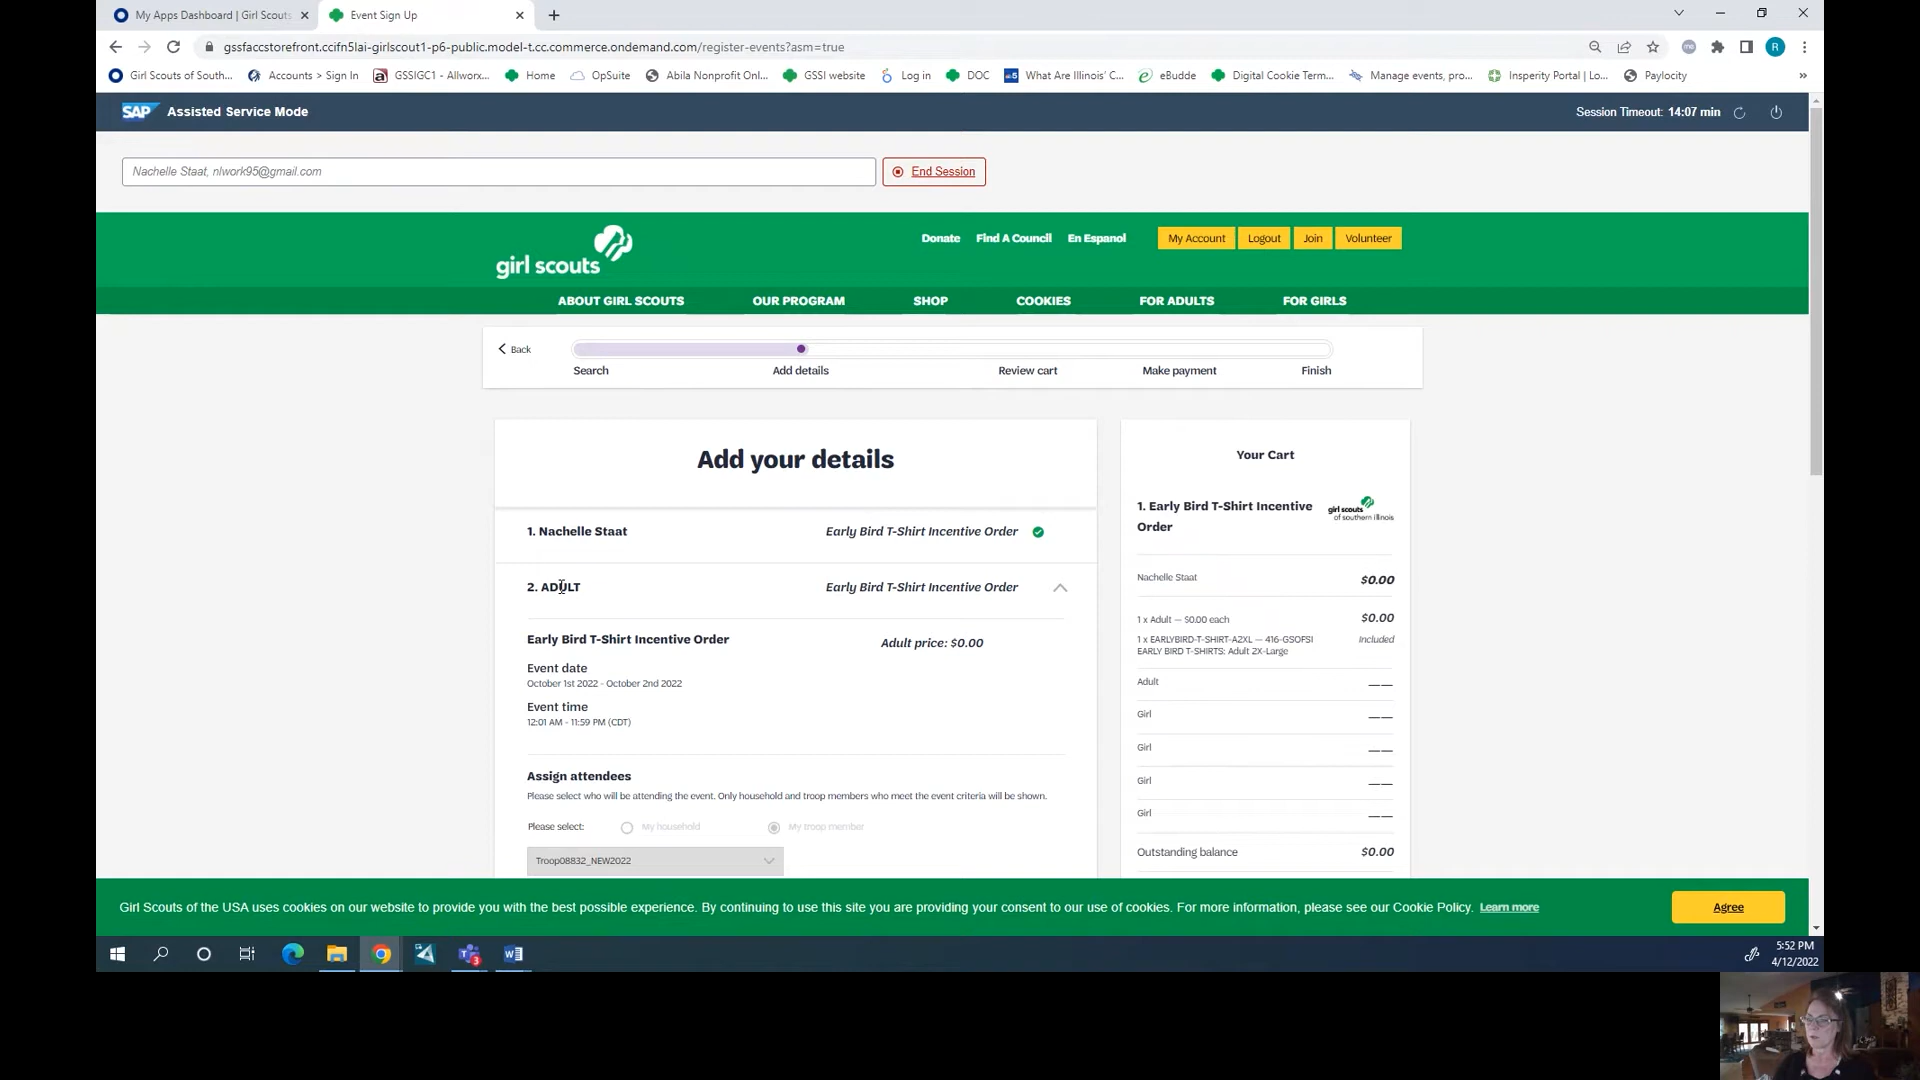 My Apps Dashboard | Girl Scouts
Event Sign Up
gssfaccstorefront.ccifn5lai-girlscout1-p6-public.model-t.cc.commerce.ondemand.com/register-events?asm=true
R
Girl Scouts of South...
Accounts > Sign In
GSSIGC1 - Allworx...
Home
OpSuite
Abila Nonprofit Onl...
GSSI website
Log in
DOC
What Are Illinois' C...
eBudde
Digital Cookie Term...
Manage events, pro...
Insperity Portal | Lo...
Paylocity
SAP Assisted Service Mode
Session Timeout: 14:07 min
Nachelle Staat, nlwork95@gmail.com
End Session
girl scouts
Donate Find A Council En Espanol My Account Logout Join Volunteer
ABOUT GIRL SCOUTS OUR PROGRAM SHOP COOKIES FOR ADULTS FOR GIRLS
Back
Search Add details Review cart Make payment Finish
Add your details
1. Nachelle Staat Early Bird T-Shirt Incentive Order
2. ADULT Early Bird T-Shirt Incentive Order
Early Bird T-Shirt Incentive Order Adult price: $0.00
Event date
October 1st 2022 - October 2nd 2022
Event time
12:01 AM - 11:59 PM (CDT)
Assign attendees
Please select who will be attending the event. Only household and troop members who meet the event criteria will be shown.
Please select: My household My troop member
Troop08832_NEW2022
Your Cart
1. Early Bird T-Shirt Incentive
Order
girl scouts
of southern illinois
Nachelle Staat $0.00
1 x Adult — $0.00 each $0.00
1 x EARLYBIRD-T-SHIRT-A2XL — 416-GSOFSI Included
EARLY BIRD T-SHIRTS: Adult 2X-Large
Adult
Girl
Girl
Girl
Girl
Outstanding balance $0.00
Girl Scouts of the USA uses cookies on our website to provide you with the best possible experience. By continuing to use this site you are providing your consent to our use of cookies. For more information, please see our Cookie Policy. Learn more
Agree
3
5:52 PM
4/12/2022